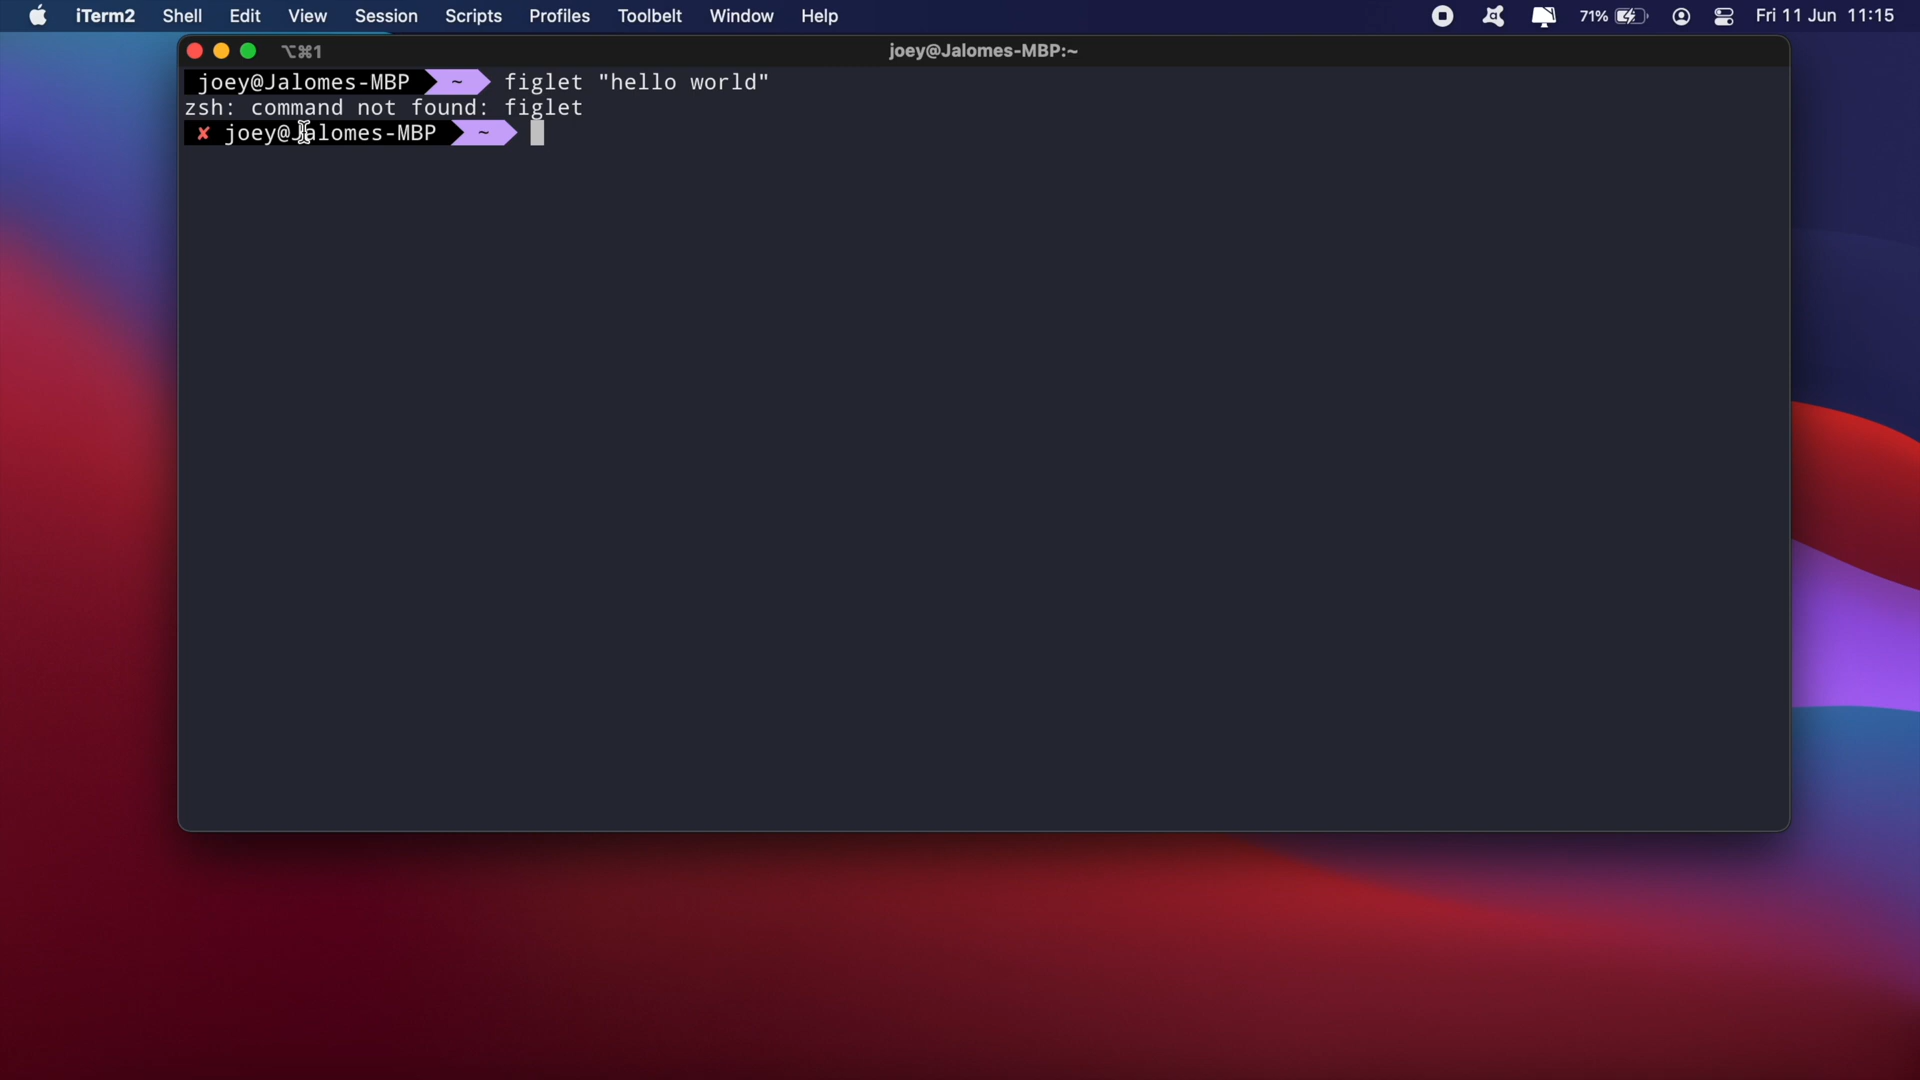 iTerm2 Shell Edit View Session Scripts Profiles Toolbelt Window Help 71% Fri 11 Jun 11:15
⌥⌘1 joey@Jalomes-MBP:~
joey@Jalomes-MBP ~ figlet "hello world"
zsh: command not found: figlet
✘ joey@Jalomes-MBP ~